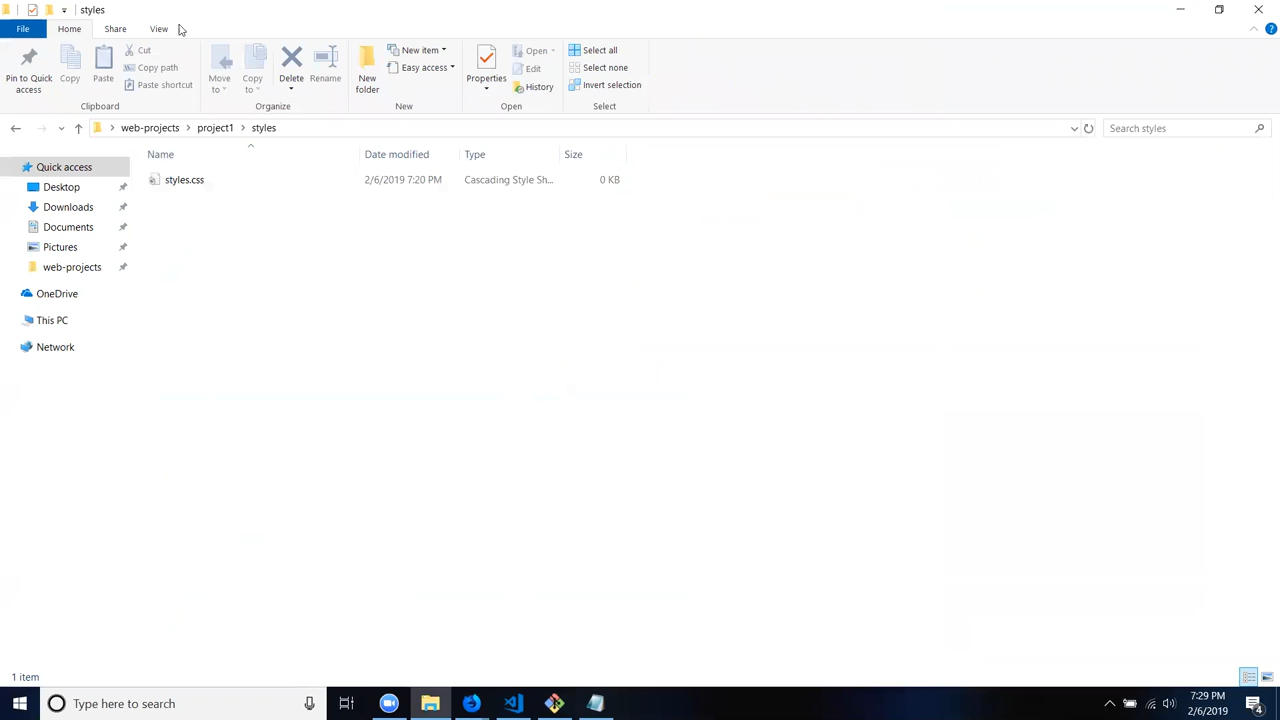 styles
File Home Share View
Pin to Quick access
Copy
Paste
Cut
Copy path
Paste shortcut
Clipboard
Move to
Copy to
Delete
Rename
Organize
New folder
New item
Easy access
New
Properties
Open
Edit
History
Open
Select all
Select none
Invert selection
Select
web-projects project1 styles
Search styles
Name Date modified Type Size
styles.css 2/6/2019 7:20 PM Cascading Style Sh... 0 KB
Quick access
Desktop
Downloads
Documents
Pictures
web-projects
OneDrive
This PC
Network
1 item
Type here to search
7:29 PM
2/6/2019
4